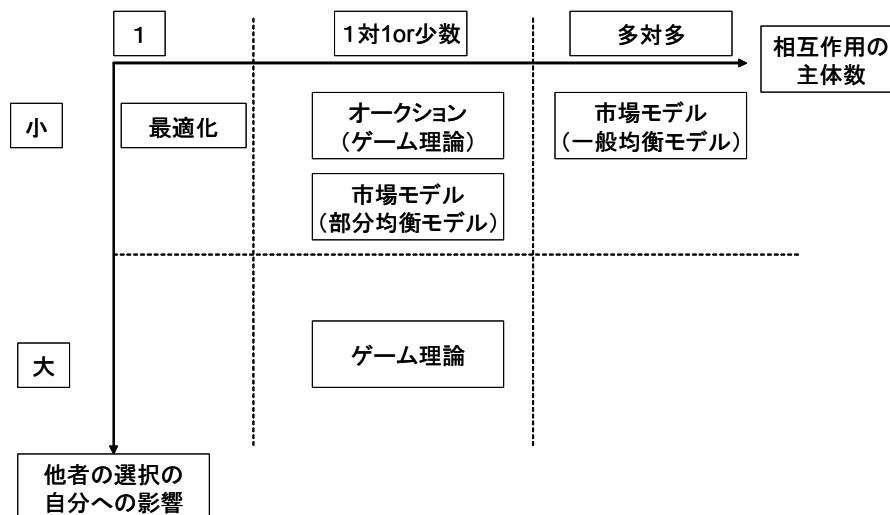 1
1対1or少数
多対多
相互作用の
主体数
小
最適化
オークション
（ゲーム理論）
市場モデル
（一般均衡モデル）
市場モデル
（部分均衡モデル）
大
ゲーム理論
他者の選択の
自分への影響